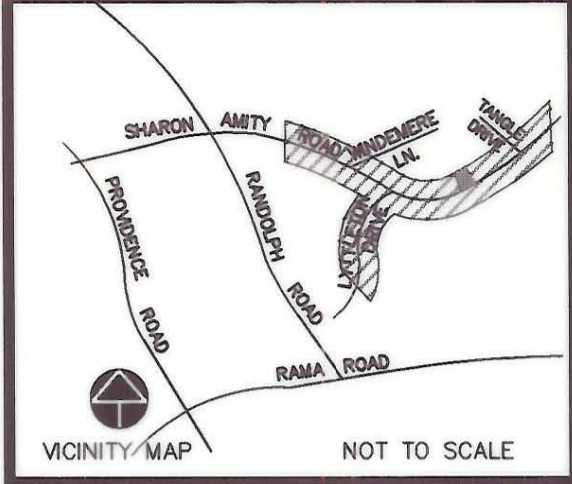 SHARON AMITY ROAD
WINDEMERE
LN.
TANGLE
DRIVE
LYTTLETON
DRIVE
PROVIDENCE
ROAD
RANDOLPH
ROAD
RAMA ROAD
VICINITY MAP
NOT TO SCALE